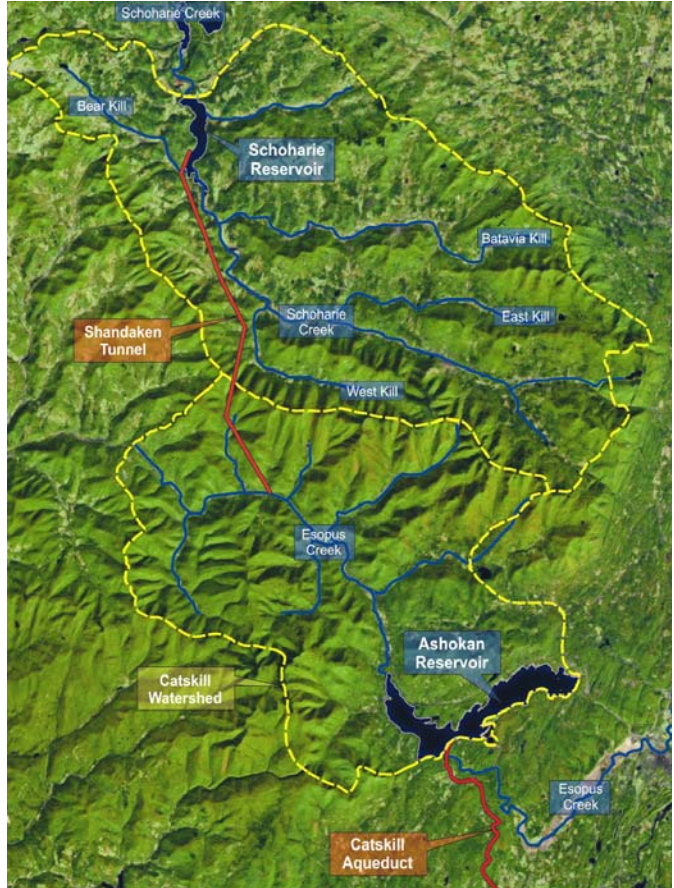 Schoharie Creek
Bear Kill
Schoharie
Reservoir
Batavia Kill
Schoharie
Creek
East Kill
Shandaken
Tunnel
West Kill
Esopus
Creek
Ashokan
Reservoir
Catskill
Watershed
Esopus
Creek
Catskill
Aqueduct